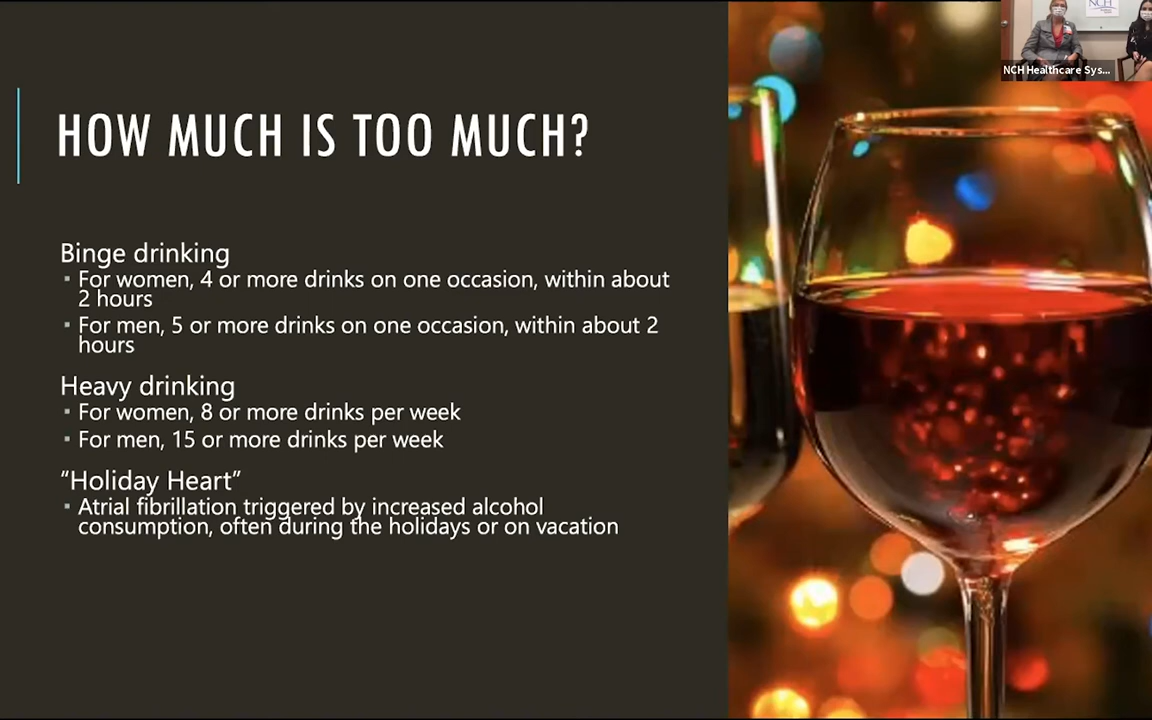 NCH
NCH Healthcare Sys...
HOW MUCH IS TOO MUCH?
Binge drinking
▪ For women, 4 or more drinks on one occasion, within about
2 hours
▪ For men, 5 or more drinks on one occasion, within about 2
hours
Heavy drinking
▪ For women, 8 or more drinks per week
▪ For men, 15 or more drinks per week
“Holiday Heart”
▪ Atrial fibrillation triggered by increased alcohol
consumption, often during the holidays or on vacation